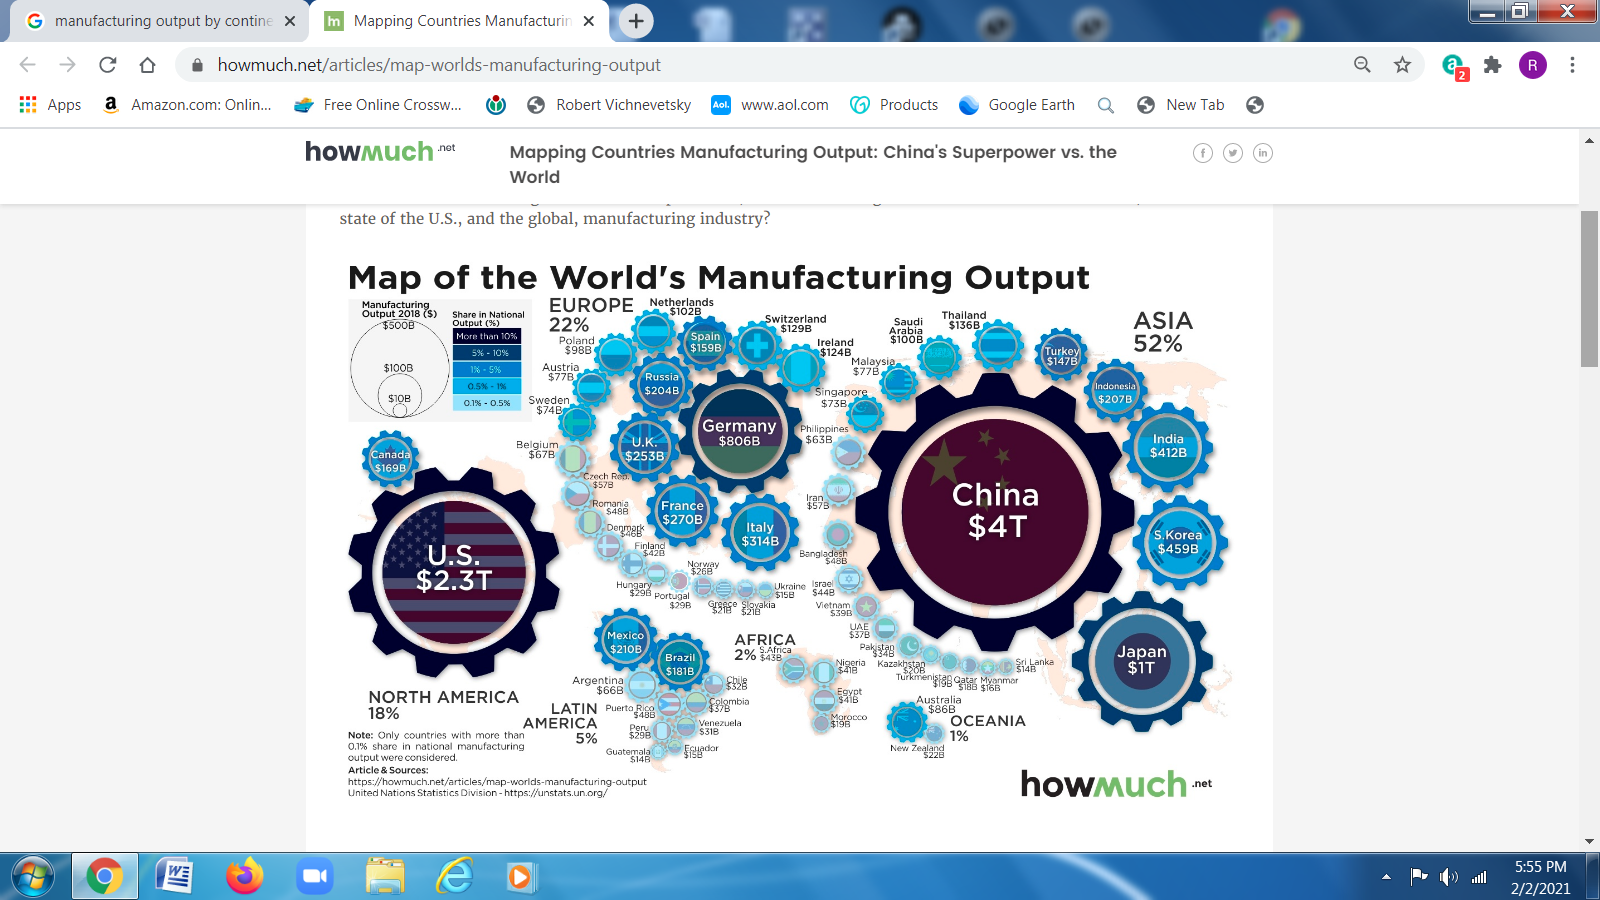 manufacturing output by contine
Mapping Countries Manufacturin
howmuch.net/articles/map-worlds-manufacturing-output
2
R
Apps
Amazon.com: Onlin...
Free Online Crossw...
Robert Vichnevetsky
Aol.
www.aol.com
Products
Google Earth
New Tab
howmuch .net
Mapping Countries Manufacturing Output: China's Superpower vs. the
World
state of the U.S., and the global, manufacturing industry?
Map of the World's Manufacturing Output
Manufacturing
Output 2018 ($)
$500B
$100B
$10B
Share in National
Output (%)
More than 10%
5% - 10%
1% - 5%
0.5% - 1%
0.1% - 0.5%
EUROPE
22%
Netherlands
$102B
Spain
$159B
Switzerland
$129B
Ireland
$124B
Poland
$98B
Austria
$77B
Sweden
$74B
Belgium
$67B
Russia
$204B
Germany
$806B
U.K.
$253B
France
$270B
Italy
$314B
Czech Rep.
$57B
Romania
$48B
Denmark
$46B
Finland
$42B
Hungary
$29B
Portugal
$29B
Norway
$26B
Greece
$21B
Slovakia
$21B
Ukraine
$15B
ASIA
52%
Saudi
Arabia
$100B
Thailand
$136B
Turkey
$147B
Indonesia
$207B
India
$412B
S.Korea
$459B
Japan
$1T
China
$4T
Malaysia
$77B
Singapore
$73B
Philippines
$63B
Iran
$57B
Bangladesh
$48B
Israel
$44B
Vietnam
$39B
UAE
$37B
Pakistan
$34B
Kazakhstan
$20B
Turkmenistan
$19B
Qatar
$18B
Myanmar
$16B
Sri Lanka
$14B
Canada
$169B
U.S.
$2.3T
NORTH AMERICA
18%
Mexico
$210B
Brazil
$181B
Argentina
$66B
Puerto Rico
$48B
Peru
$29B
Guatemala
$14B
Chile
$32B
Colombia
$37B
Venezuela
$31B
Ecuador
$15B
LATIN
AMERICA
5%
AFRICA
2%
S.Africa
$43B
Nigeria
$41B
Egypt
$41B
Morocco
$19B
Australia
$86B
New Zealand
$22B
OCEANIA
1%
Note: Only countries with more than
0.1% share in national manufacturing
output were considered.
Article & Sources:
https://howmuch.net/articles/map-worlds-manufacturing-output
United Nations Statistics Division - https://unstats.un.org/
howmuch .net
5:55 PM
2/2/2021